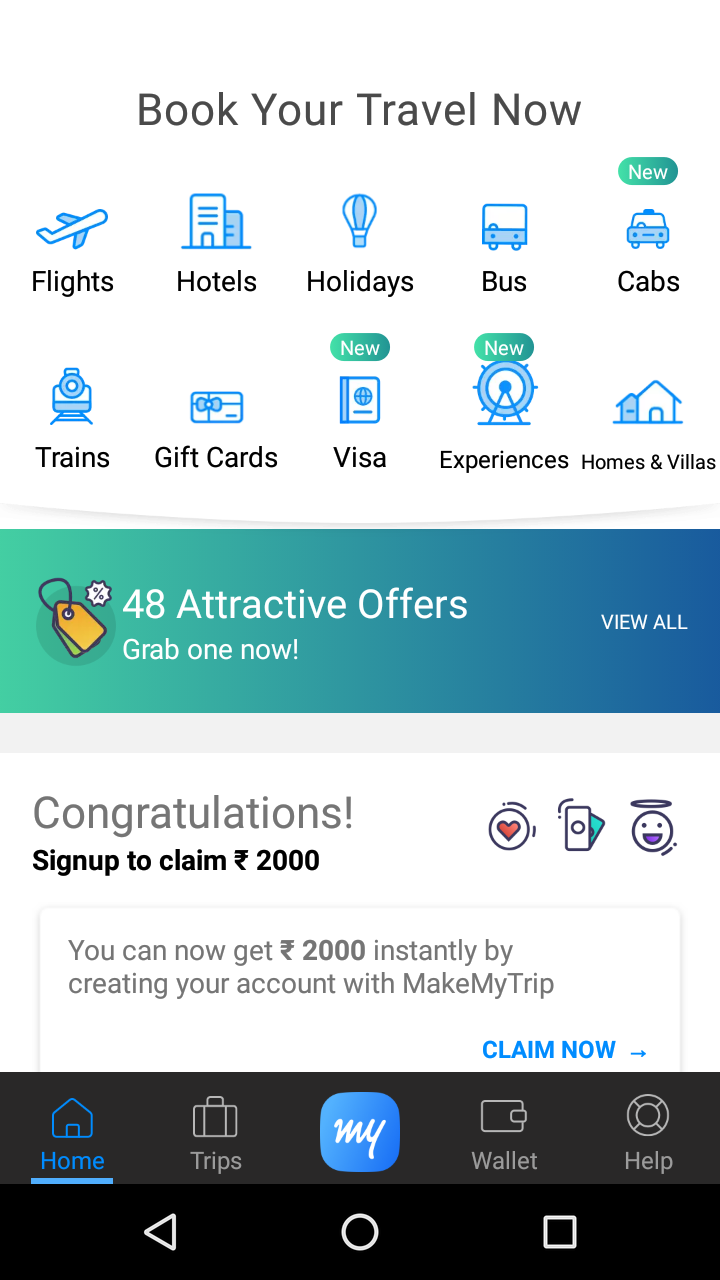 Book Your Travel Now
New
Flights Hotels Holidays Bus Cabs
New New
Trains Gift Cards Visa Experiences Homes & Villas
48 Attractive Offers
Grab one now!
VIEW ALL
Congratulations!
Signup to claim ₹ 2000
You can now get ₹ 2000 instantly by
creating your account with MakeMyTrip
CLAIM NOW →
my
Home Trips Wallet Help